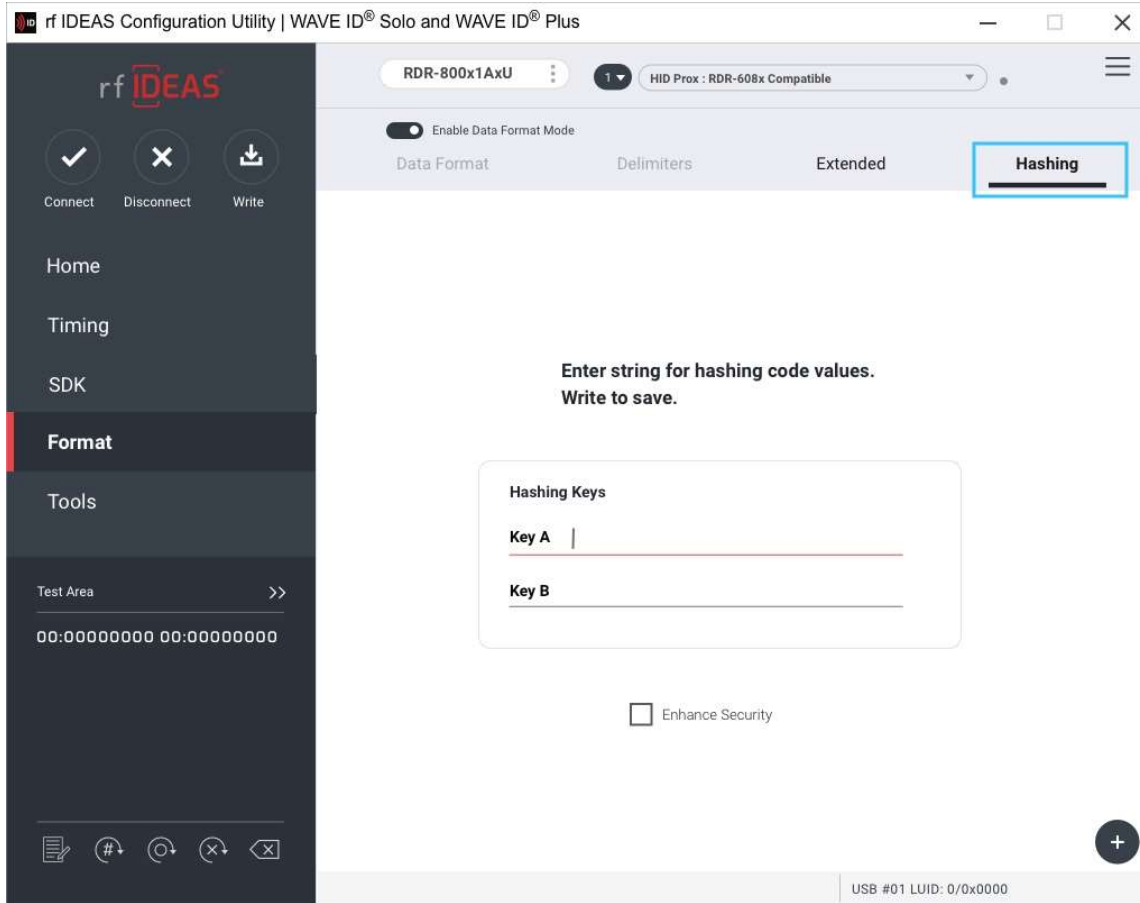 rf IDEAS Configuration Utility | WAVE ID® Solo and WAVE ID® Plus
rf IDEAS
Connect Disconnect Write
Home
Timing
SDK
Format
Tools
Test Area >>
00:00000000 00:00000000
RDR-800x1AxU 1 HID Prox : RDR-608x Compatible
Enable Data Format Mode
Data Format Delimiters Extended Hashing
Enter string for hashing code values.
Write to save.
Hashing Keys
Key A
Key B
Enhance Security
USB #01 LUID: 0/0x0000